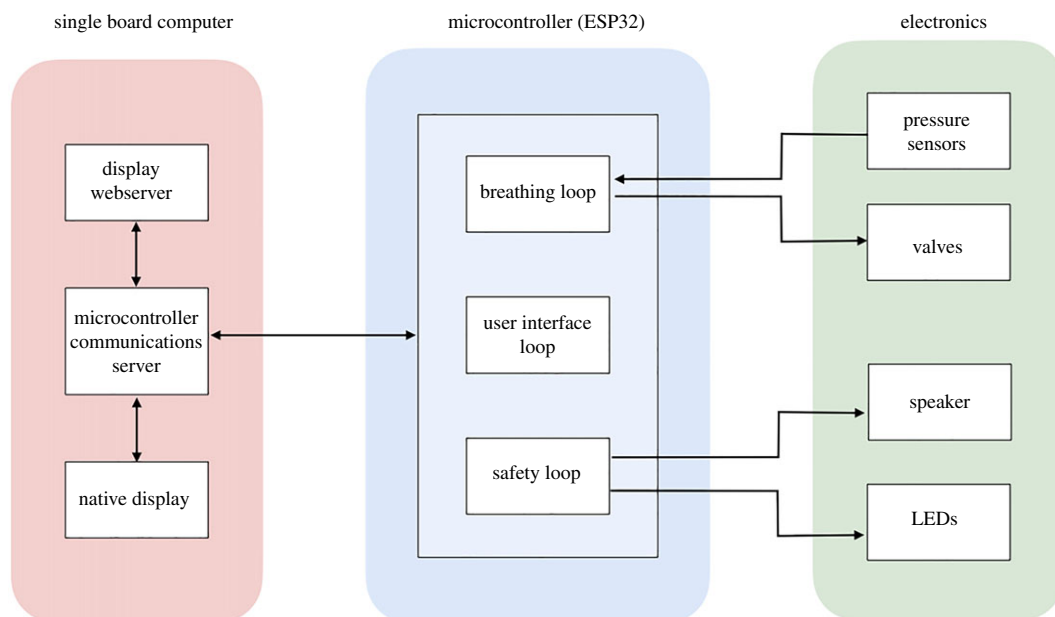 single board computer
microcontroller (ESP32)
electronics
display
webserver
microcontroller
communications
server
native display
breathing loop
user interface
loop
safety loop
pressure
sensors
valves
speaker
LEDs